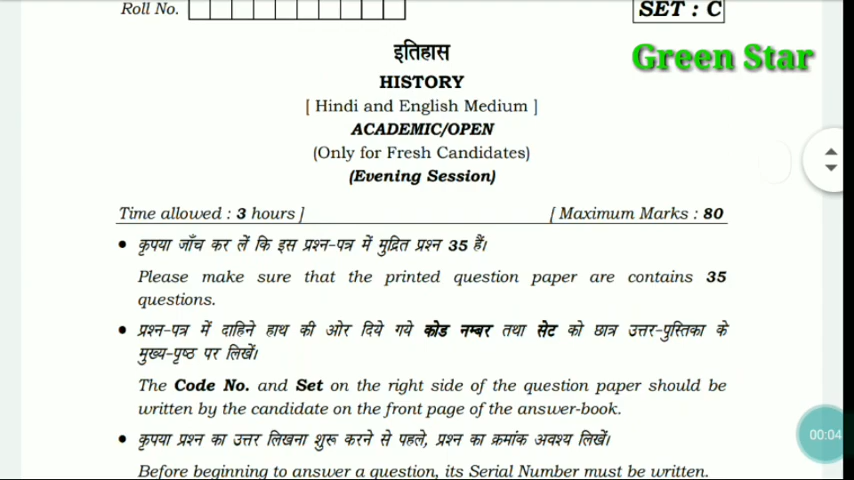 Roll No.
SET : C
Green Star
इतिहास
HISTORY
[ Hindi and English Medium ]
ACADEMIC/OPEN
(Only for Fresh Candidates)
(Evening Session)
Time allowed : 3 hours ] [ Maximum Marks : 80
• कृपया जाँच कर लें कि इस प्रश्न-पत्र में मुद्रित प्रश्न 35 हैं।
Please make sure that the printed question paper are contains 35
questions.
• प्रश्न-पत्र में दाहिने हाथ की ओर दिये गये कोड नम्बर तथा सेट को छात्र उत्तर-पुस्तिका के
मुख्य-पृष्ठ पर लिखें।
The Code No. and Set on the right side of the question paper should be
written by the candidate on the front page of the answer-book.
• कृपया प्रश्न का उत्तर लिखना शुरू करने से पहले, प्रश्न का क्रमांक अवश्य लिखें।
Before beginning to answer a question, its Serial Number must be written.
00:04